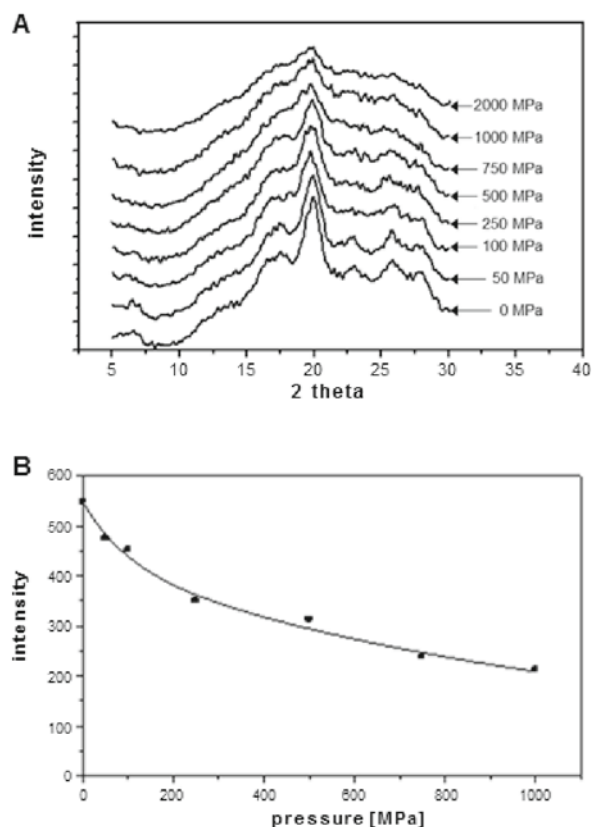 A
intensity
2000 MPa
1000 MPa
750 MPa
500 MPa
250 MPa
100 MPa
50 MPa
0 MPa
5 10 15 20 25 30 35 40
2 theta
B
600
500
400
300
200
100
0
intensity
0 200 400 600 800 1000
pressure [MPa]